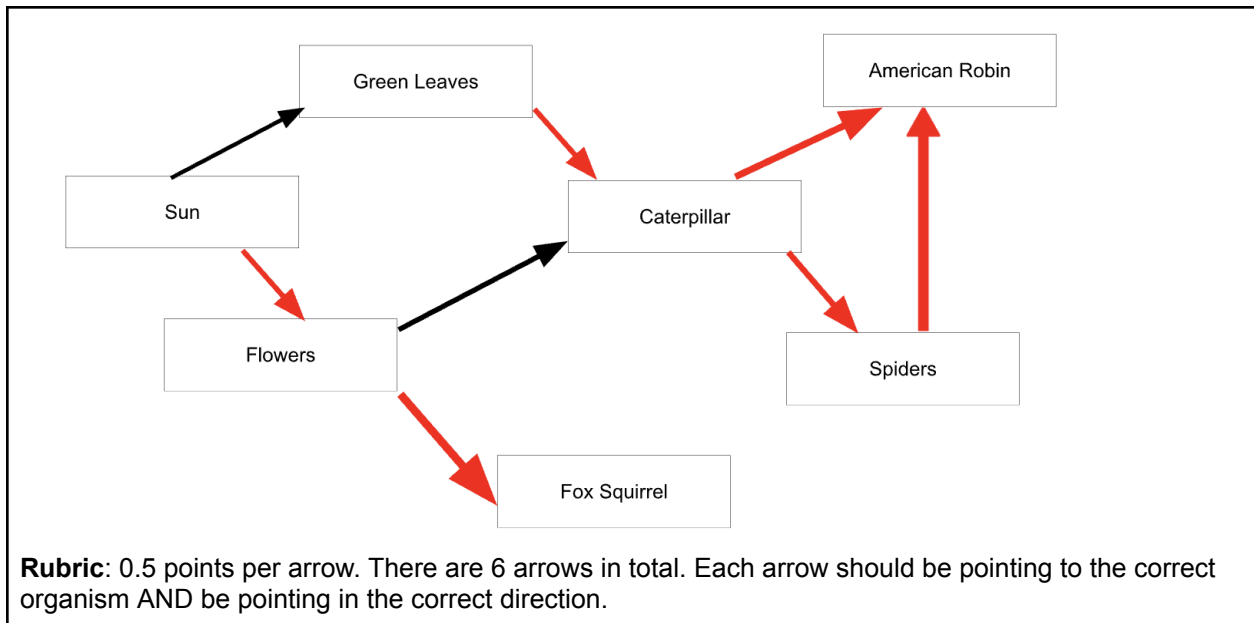 Green Leaves
American Robin
Sun
Caterpillar
Flowers
Spiders
Fox Squirrel
Rubric: 0.5 points per arrow. There are 6 arrows in total. Each arrow should be pointing to the correct
organism AND be pointing in the correct direction.